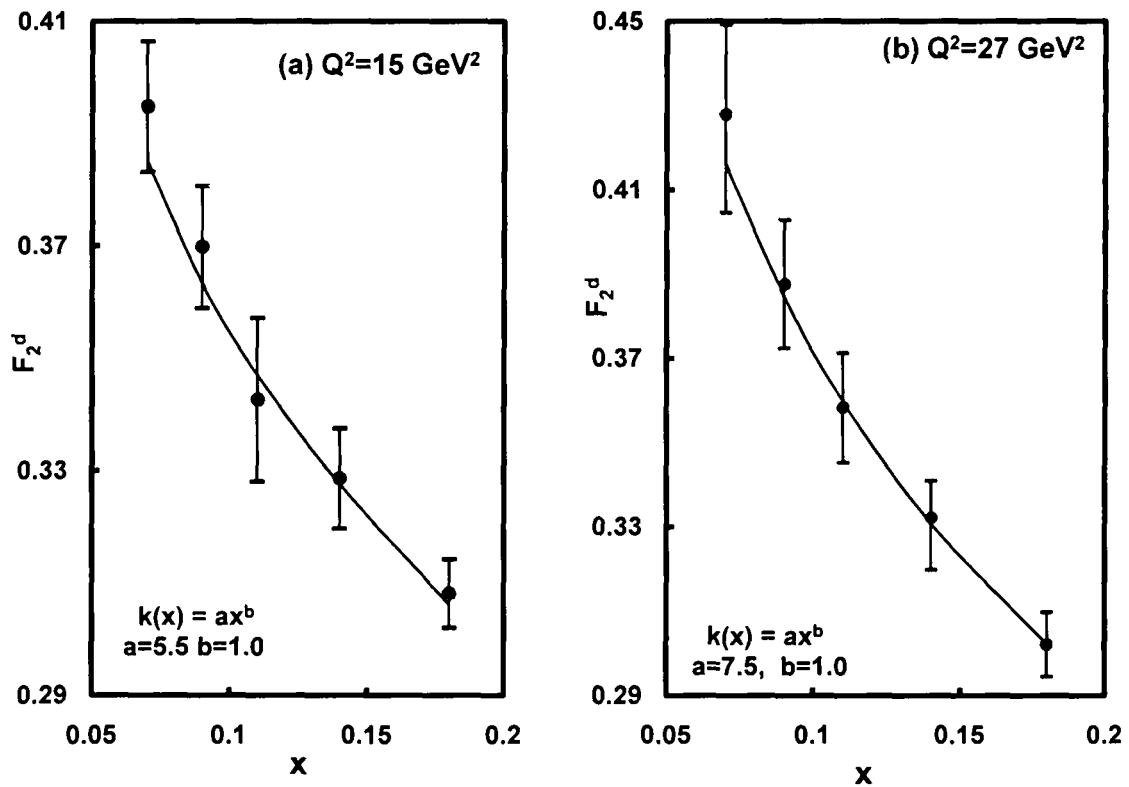 0.41
(a) Q²=15 GeV²
0.37
F₂ᵈ
0.33
k(x) = axᵇ
a=5.5 b=1.0
0.29
0.05 0.1 0.15 0.2
x
0.45
(b) Q²=27 GeV²
0.41
F₂ᵈ
0.37
0.33
k(x) = axᵇ
a=7.5, b=1.0
0.29
0.05 0.1 0.15 0.2
x